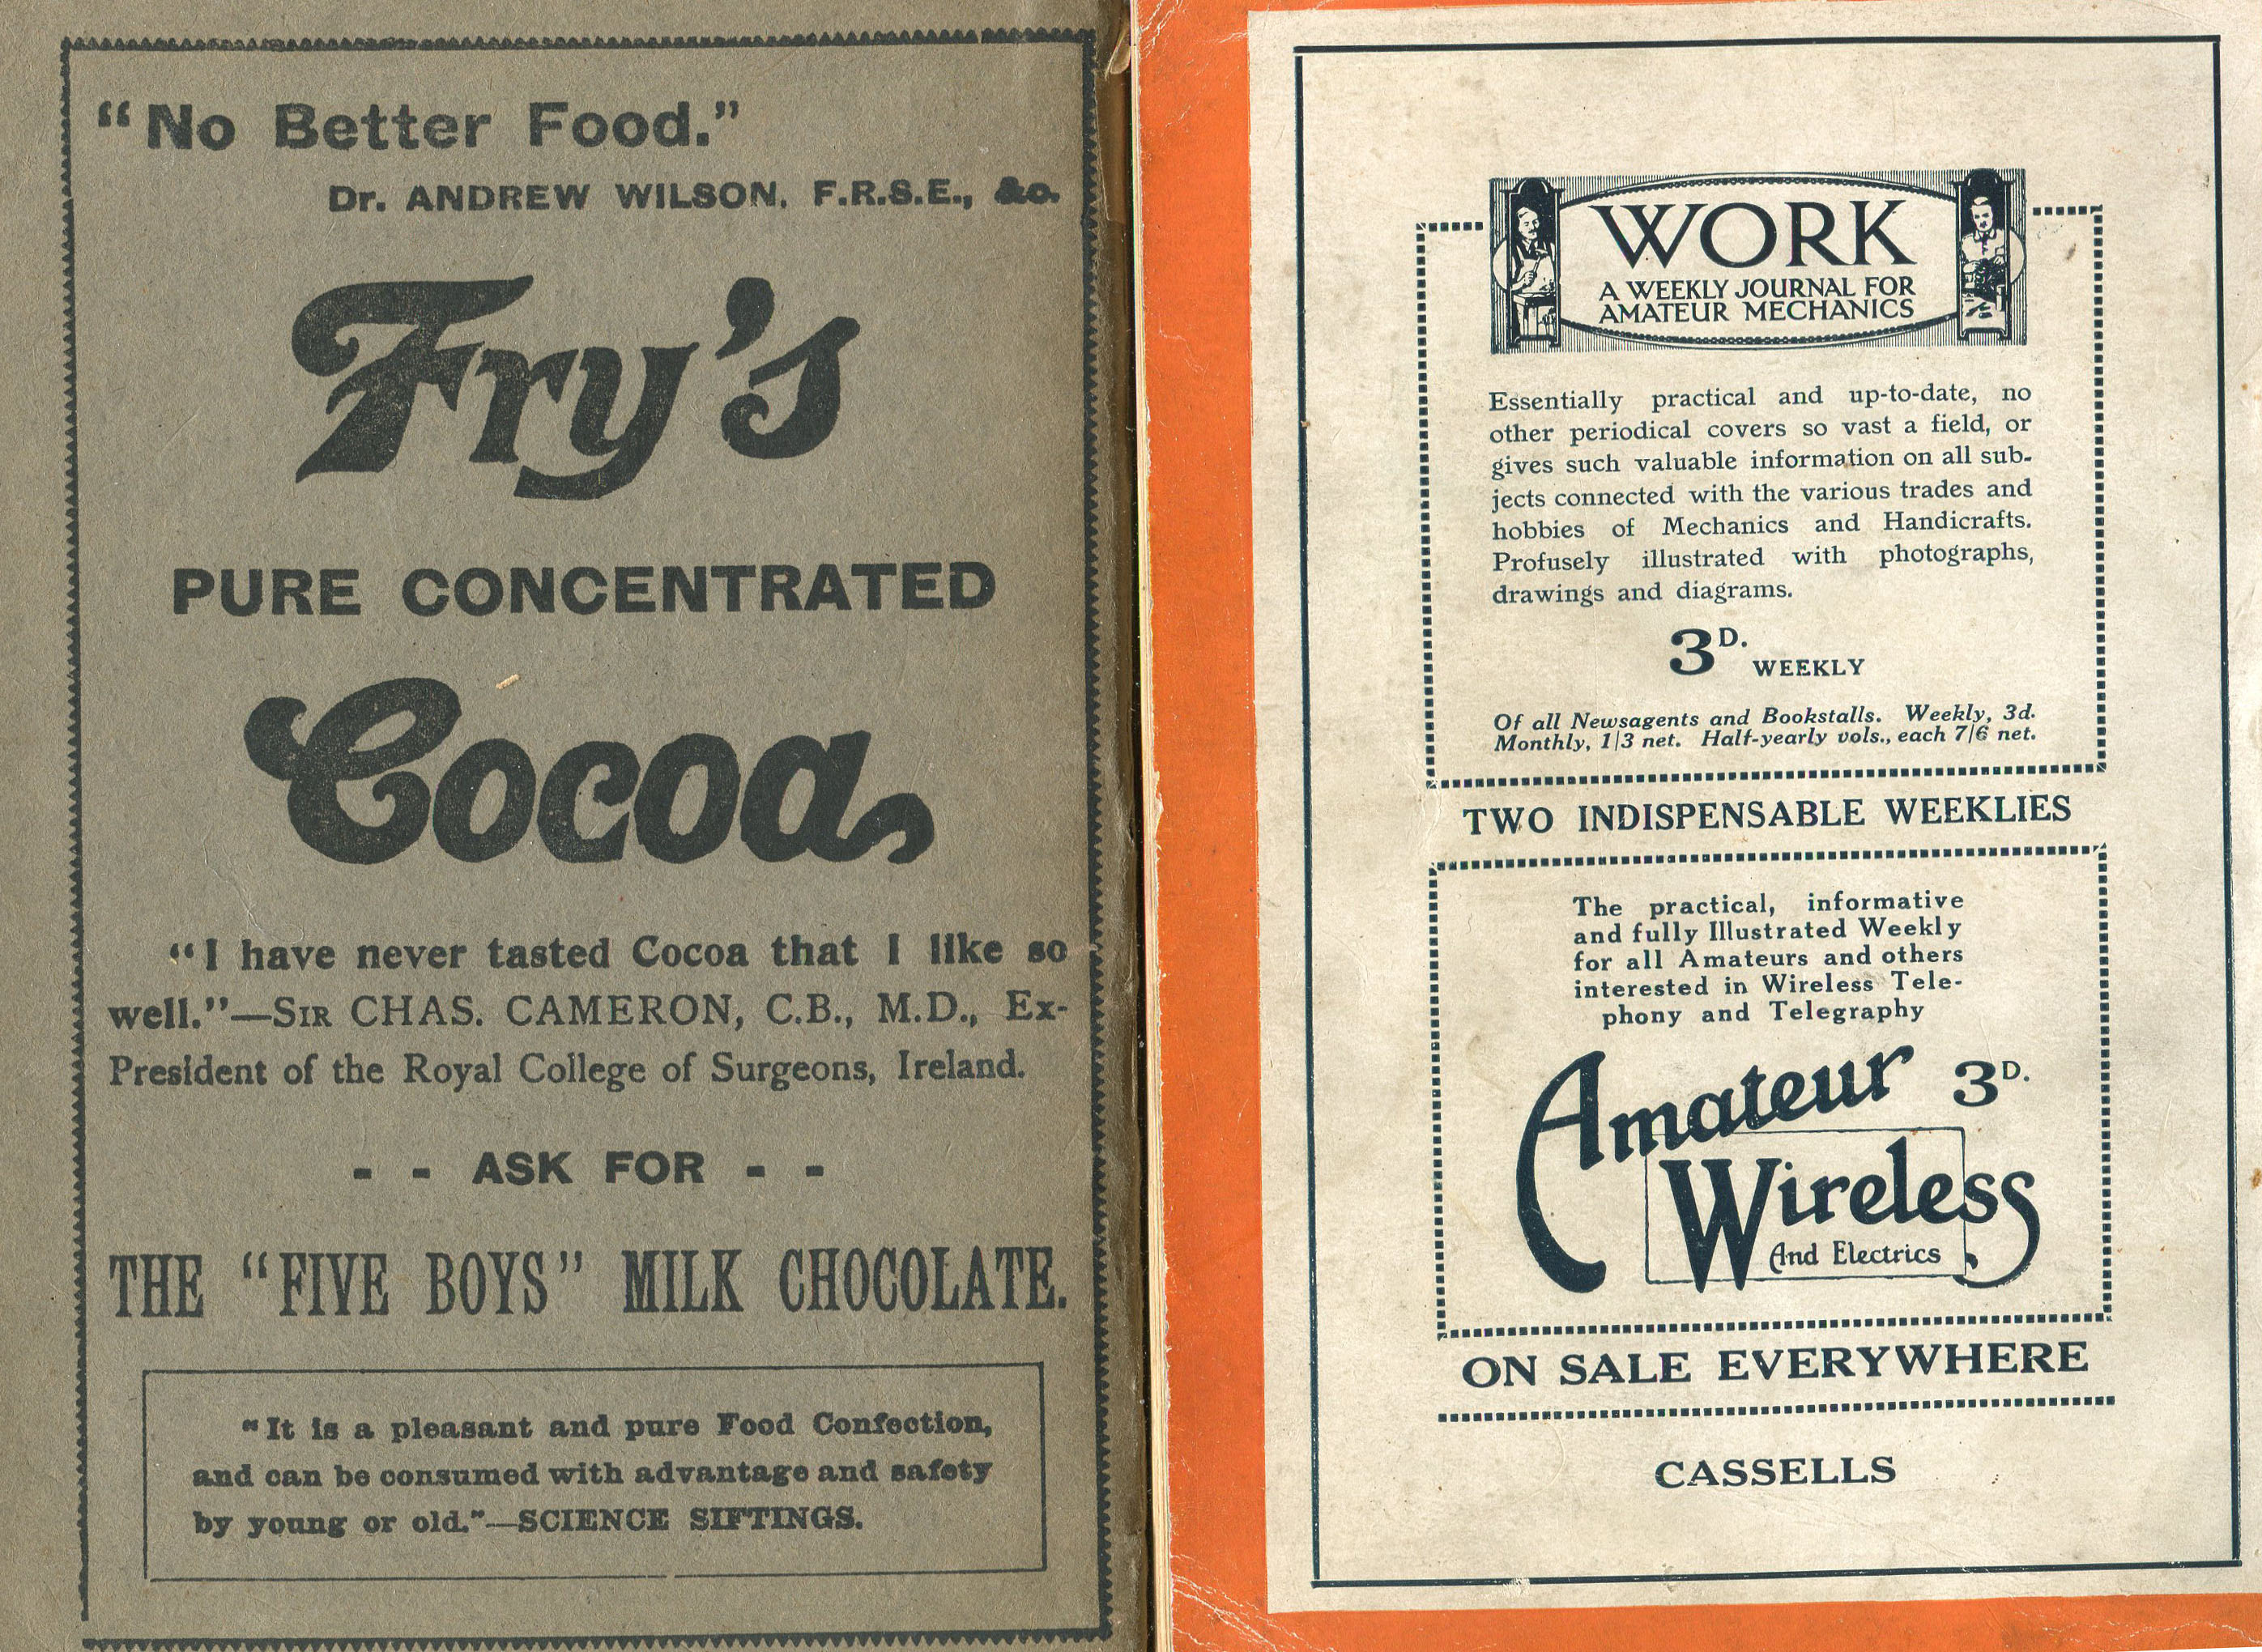 "No Better Food."
Dr. ANDREW WILSON, F.R.S.E., &c.
Fry's
PURE CONCENTRATED
Cocoa
"I have never tasted Cocoa that I like so
well."—SIR CHAS. CAMERON, C.B., M.D., Ex-
President of the Royal College of Surgeons, Ireland.
- - ASK FOR - -
THE "FIVE BOYS" MILK CHOCOLATE.
"It is a pleasant and pure Food Confection,
and can be consumed with advantage and safety
by young or old."—SCIENCE SIFTINGS.
WORK
A WEEKLY JOURNAL FOR
AMATEUR MECHANICS
Essentially practical and up-to-date, no
other periodical covers so vast a field, or
gives such valuable information on all sub-
jects connected with the various trades and
hobbies of Mechanics and Handicrafts.
Profusely illustrated with photographs,
drawings and diagrams.
3D. WEEKLY
Of all Newsagents and Bookstalls. Weekly, 3d.
Monthly, 1/3 net. Half-yearly vols., each 7/6 net.
TWO INDISPENSABLE WEEKLIES
The practical, informative
and fully Illustrated Weekly
for all Amateurs and others
interested in Wireless Tele-
phony and Telegraphy
Amateur 3D.
Wireless
And Electrics
ON SALE EVERYWHERE
CASSELLS